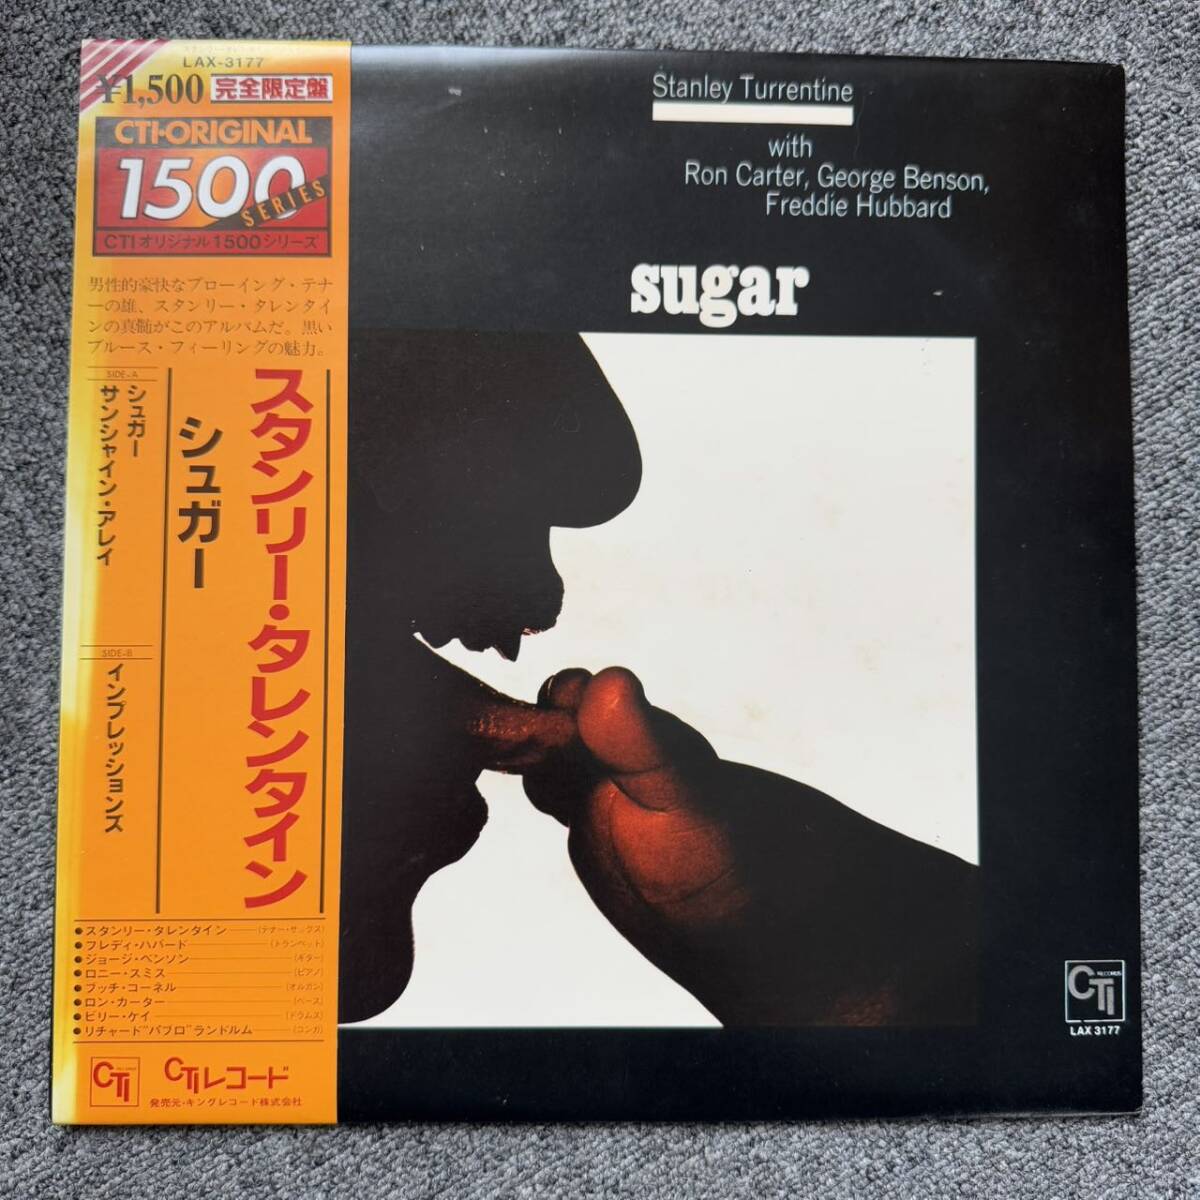 スタンリー・タレンタイン
LAX-3177
¥1,500 完全限定盤
CTI·ORIGINAL
1500
SERIES
CTIオリジナル1500シリーズ
男性的豪快なブローイング・テナ
ーの雄、スタンリー・タレンタイ
ンの真髄がこのアルバムだ。黒い
ブルース・フィーリングの魅力。
スタンリー・タレンタイン
シュガー
SIDE-A
シュガー
サンシャイン・アレイ
SIDE-B
インプレッションズ
●スタンリー・タレンタイン──(テナー・サックス)
●フレディ・ハバード──(トランペット)
●ジョージ・ベンソン──(ギター)
●ロニー・スミス──(ピアノ)
●ブッチ・コーネル──(オルガン)
●ロン・カーター──(ベース)
●ビリー・ケイ──(ドラムス)
●リチャード"パブロ"ランドルム──(コンガ)
CTI
CTIレコード
発売元・キングレコード株式会社
Stanley Turrentine
with
Ron Carter, George Benson,
Freddie Hubbard
sugar
CTI RECORDS
LAX 3177